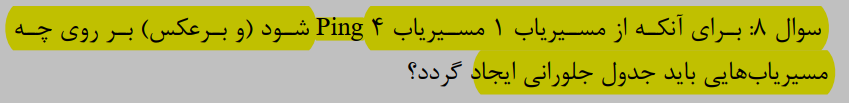 سوال ۸: برای آنکه از مسیریاب ۱ مسیریاب ۴ Ping شود (و برعکس) بر روی چه
مسیریاب‌هایی باید جدول جلورانی ایجاد گردد؟